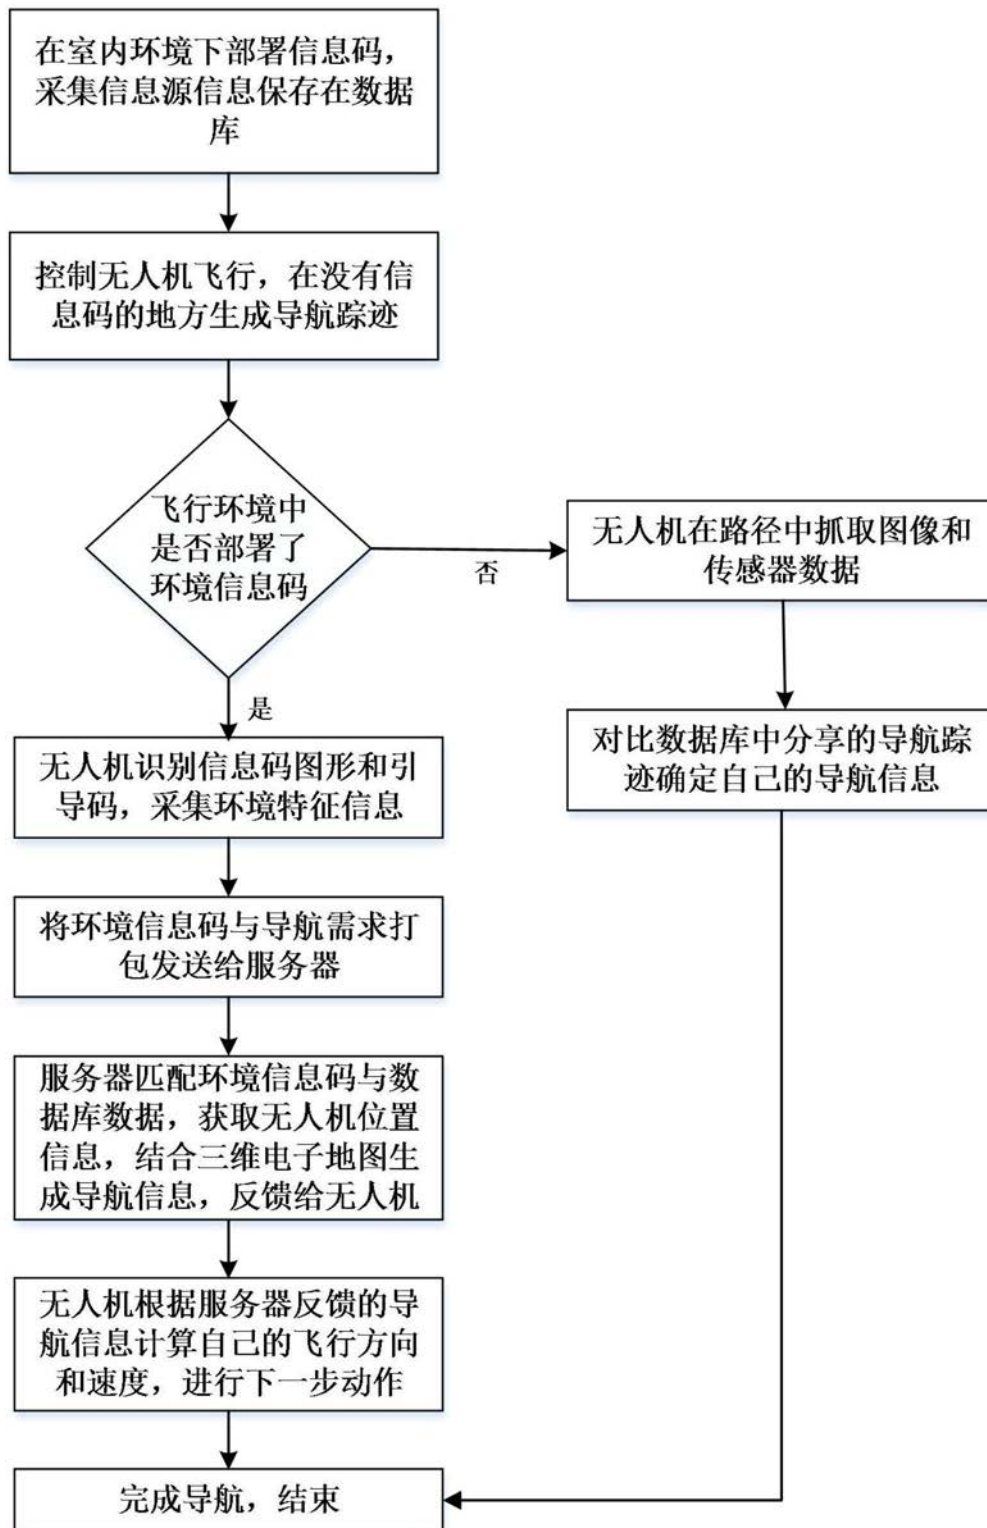 在室内环境下部署信息码，
采集信息源信息保存在数据
库
控制无人机飞行，在没有信
息码的地方生成导航踪迹
飞行环境中
是否部署了
环境信息码
否
无人机在路径中抓取图像和
传感器数据
对比数据库中分享的导航踪
迹确定自己的导航信息
是
无人机识别信息码图形和引
导码，采集环境特征信息
将环境信息码与导航需求打
包发送给服务器
服务器匹配环境信息码与数
据库数据，获取无人机位置
信息，结合三维电子地图生
成导航信息，反馈给无人机
无人机根据服务器反馈的导
航信息计算自己的飞行方向
和速度，进行下一步动作
完成导航，结束